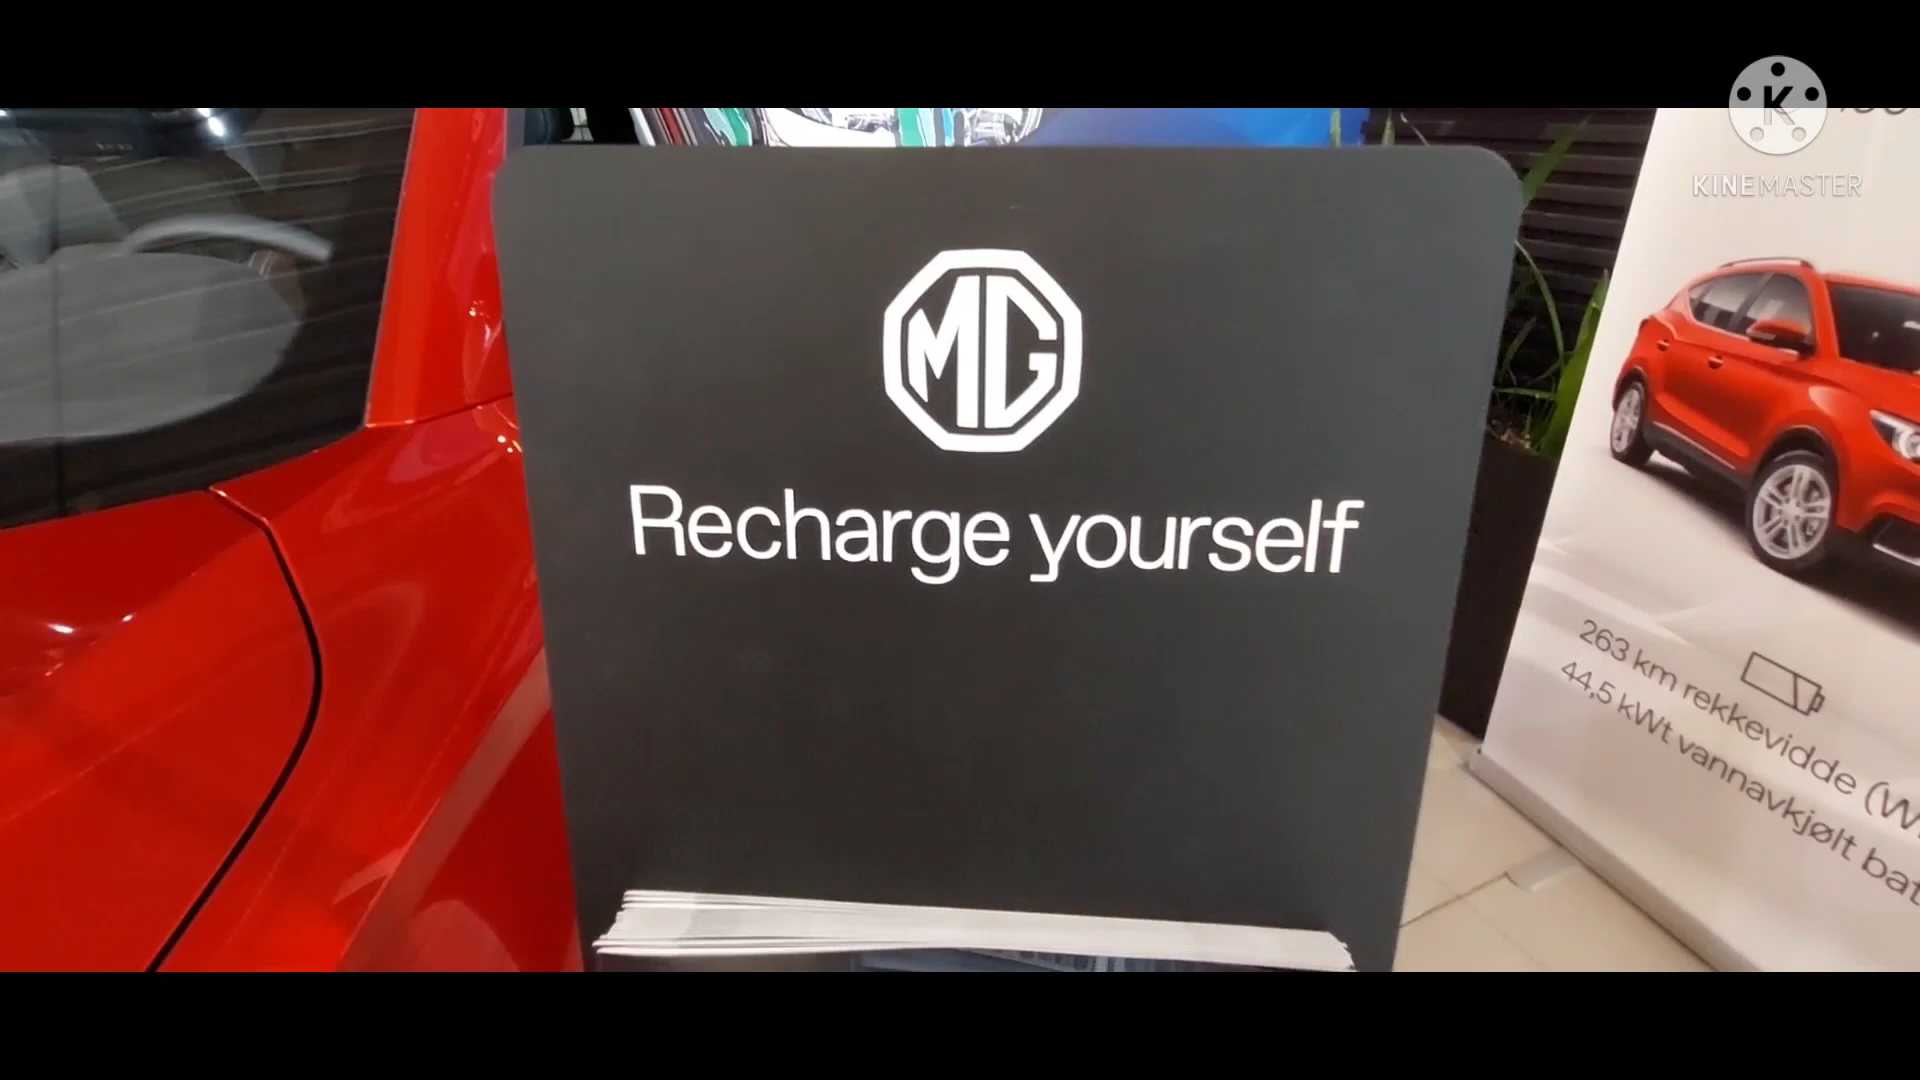 KINEMASTER
MG
Recharge yourself
263 km rekkevidde
44,5 kWt vannavkjølt